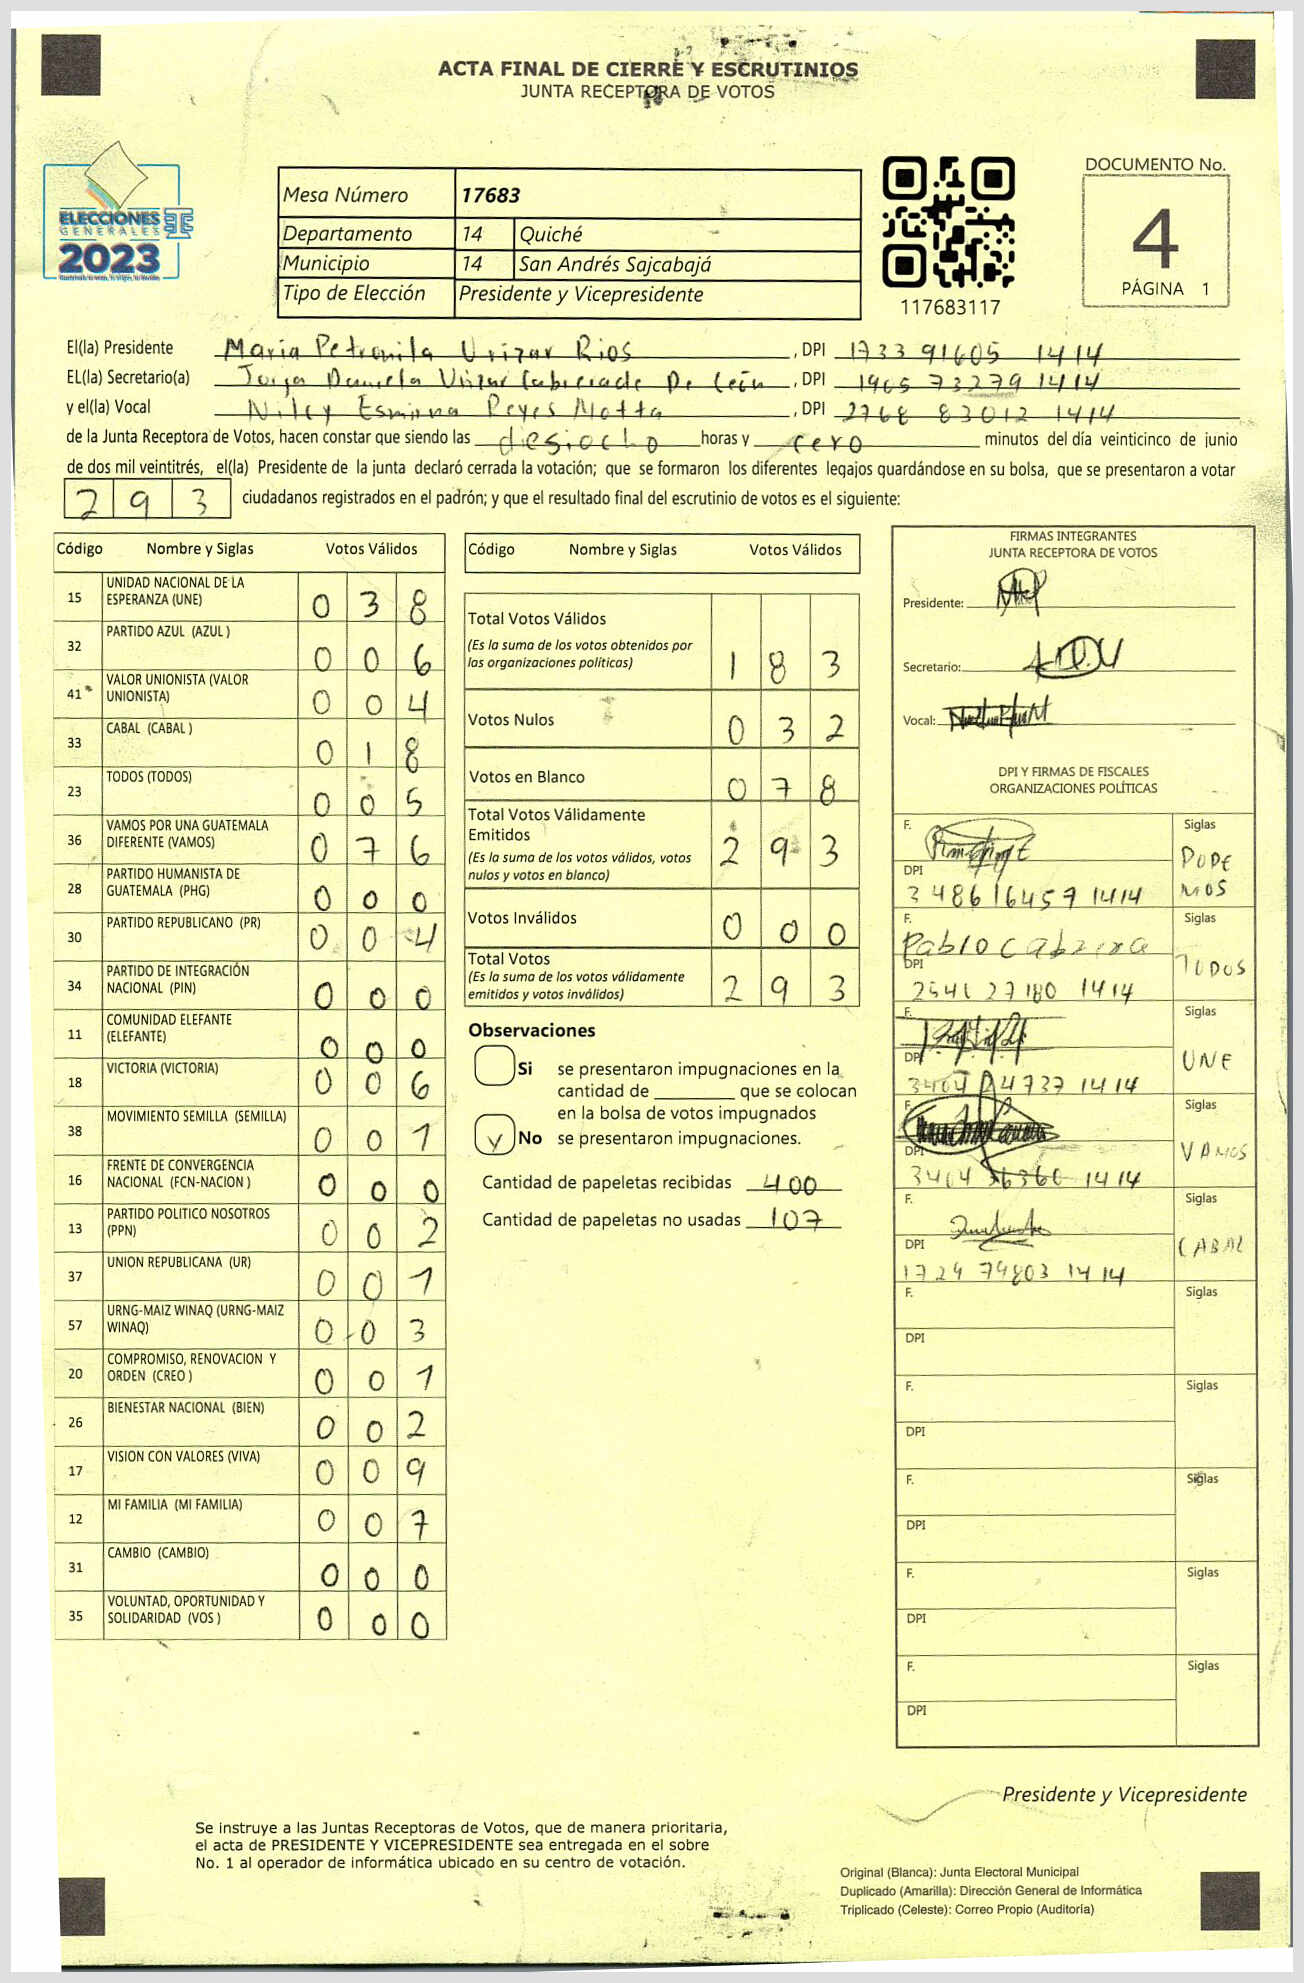 ACTA FINAL DE CIERRE Y ESCRUTINIOS
JUNTA RECEPTORA DE VOTOS
ELECCIONES
GENERALES
2023
Mesa Número 17683
Departamento 14 Quiché
Municipio 14 San Andrés Sajcabajá
Tipo de Elección Presidente y Vicepresidente
117683117
DOCUMENTO No.
4
PÁGINA 1
El(la) Presidente María Petronila Urizar Rios, DPI 1733 91605 1414
EL(la) Secretario(a) Daniela Urizar Cabrera de De León, DPI 1965 73279 1414
y el(la) Vocal Reyes Motta, DPI 2768 83012 1414
de la Junta Receptora de Votos, hacen constar que siendo las desiocho horas y cero minutos del día veinticinco de junio
de dos mil veintitrés, el(la) Presidente de la junta declaró cerrada la votación; que se formaron los diferentes legajos quardándose en su bolsa, que se presentaron a votar
293 ciudadanos registrados en el padrón; y que el resultado final del escrutinio de votos es el siguiente:
Código Nombre y Siglas Votos Válidos
15 UNIDAD NACIONAL DE LA ESPERANZA (UNE) 0 3 8
32 PARTIDO AZUL (AZUL ) 0 0 6
41 VALOR UNIONISTA (VALOR UNIONISTA) 0 0 4
33 CABAL (CABAL ) 0 1 8
23 TODOS (TODOS) 0 0 5
36 VAMOS POR UNA GUATEMALA DIFERENTE (VAMOS) 0 7 6
28 PARTIDO HUMANISTA DE GUATEMALA (PHG) 0 0 0
30 PARTIDO REPUBLICANO (PR) 0 0 4
34 PARTIDO DE INTEGRACIÓN NACIONAL (PIN) 0 0 0
11 COMUNIDAD ELEFANTE (ELEFANTE) 0 0 0
18 VICTORIA (VICTORIA) 0 0 6
38 MOVIMIENTO SEMILLA (SEMILLA) 0 0 1
16 FRENTE DE CONVERGENCIA NACIONAL (FCN-NACION ) 0 0 0
13 PARTIDO POLITICO NOSOTROS (PPN) 0 0 2
37 UNION REPUBLICANA (UR) 0 0 1
57 URNG-MAIZ WINAQ (URNG-MAIZ WINAQ) 0 0 3
20 COMPROMISO, RENOVACION Y ORDEN (CREO ) 0 0 1
26 BIENESTAR NACIONAL (BIEN) 0 0 2
17 VISION CON VALORES (VIVA) 0 0 9
12 MI FAMILIA (MI FAMILIA) 0 0 7
31 CAMBIO (CAMBIO) 0 0 0
35 VOLUNTAD, OPORTUNIDAD Y SOLIDARIDAD (VOS ) 0 0 0
Código Nombre y Siglas Votos Válidos
Total Votos Válidos 1 8 3
(Es la suma de los votos obtenidos por
las organizaciones políticas)
Votos Nulos 0 3 2
Votos en Blanco 0 7 8
Total Votos Válidamente
Emitidos 2 9 3
(Es la suma de los votos válidos, votos
nulos y votos en blanco)
Votos Inválidos 0 0 0
Total Votos 2 9 3
(Es la suma de los votos válidamente
emitidos y votos inválidos)
Observaciones
Si se presentaron impugnaciones en la
cantidad de ________ que se colocan
en la bolsa de votos impugnados
No se presentaron impugnaciones.
Cantidad de papeletas recibidas 400
Cantidad de papeletas no usadas 107
FIRMAS INTEGRANTES
JUNTA RECEPTORA DE VOTOS
Presidente:
Secretario:
Vocal:
DPI Y FIRMAS DE FISCALES
ORGANIZACIONES POLÍTICAS
F. Siglas
PODE
MOS
DPI
3486 16457 1414
F. Siglas
Pablo Cabrera TODOS
DPI
2541 27180 1414
F. Siglas
UNE
DPI
4737 1414
F. Siglas
VAMOS
DPI
3404 36360 1414
F. Siglas
CABAL
DPI
1724 79803 1414
F. Siglas
DPI
F. Siglas
DPI
F. Siglas
DPI
F. Siglas
DPI
F. Siglas
DPI
Presidente y Vicepresidente
Se instruye a las Juntas Receptoras de Votos, que de manera prioritaria,
el acta de PRESIDENTE Y VICEPRESIDENTE sea entregada en el sobre
No. 1 al operador de informática ubicado en su centro de votación.
Original (Blanca): Junta Electoral Municipal
Duplicado (Amarilla): Dirección General de Informática
Triplicado (Celeste): Correo Propio (Auditoría)